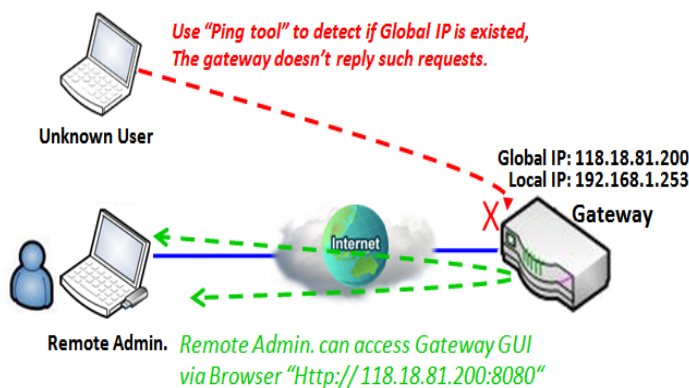 Use “Ping tool” to detect if Global IP is existed,
The gateway doesn’t reply such requests.
Unknown User
Global IP: 118.18.81.200
Local IP: 192.168.1.253
X
Gateway
Internet
Remote Admin.
Remote Admin. can access Gateway GUI
via Browser “Http:// 118.18.81.200:8080“